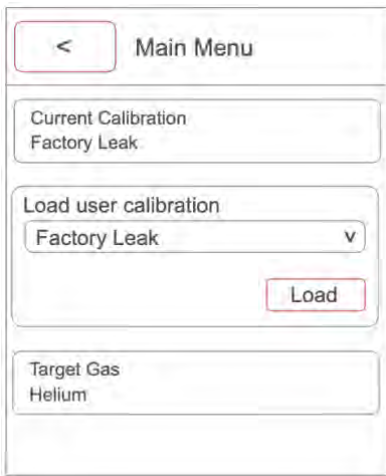 < Main Menu
Current Calibration
Factory Leak
Load user calibration
Factory Leak v
Load
Target Gas
Helium